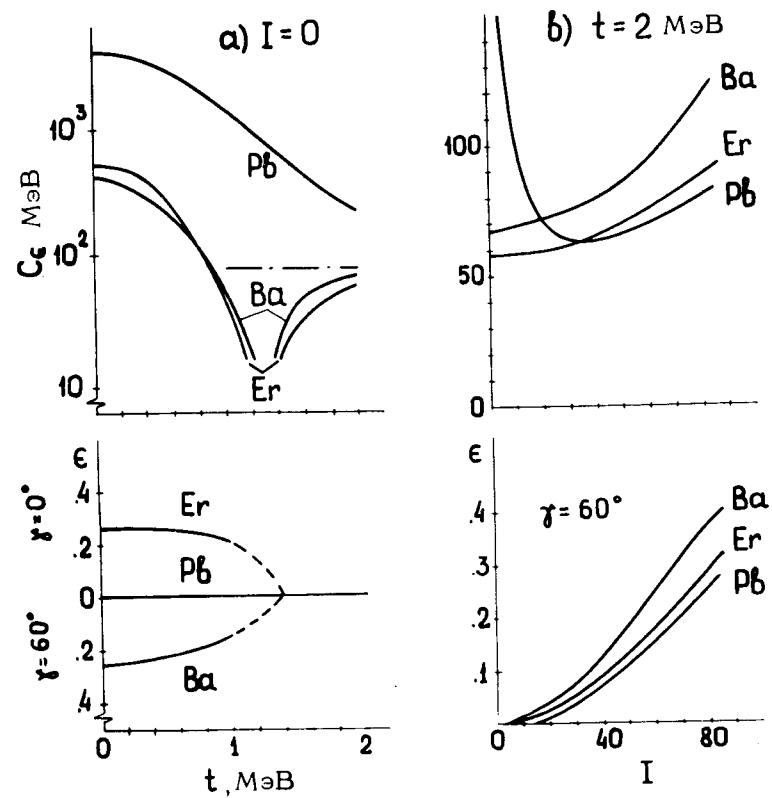 a) I = 0
10³
Pb
C_ϵ МэВ
10²
Ba
10
Er
б) t = 2 МэВ
Ba
100
Er
Pb
50
0
ϵ
γ=0°
.4
Er
.2
Pb
0
γ=60°
.2
Ba
.4
0
1
2
t, МэВ
ϵ
.4
γ = 60°
Ba
Er
.3
Pb
.2
.1
0
40
80
I